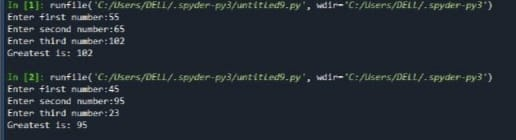 In [1]: runfile('C:/Users/DELL/.spyder-py3/untitled9.py', wdir='C:/Users/DELL/.spyder-py3')
Enter first number:55
Enter second number:65
Enter third number:102
Greatest is: 102
In [2]: runfile('C:/Users/DELL/.spyder-py3/untitled9.py', wdir='C:/Users/DELL/.spyder-py3')
Enter first number:45
Enter second number:95
Enter third number:23
Greatest is: 95